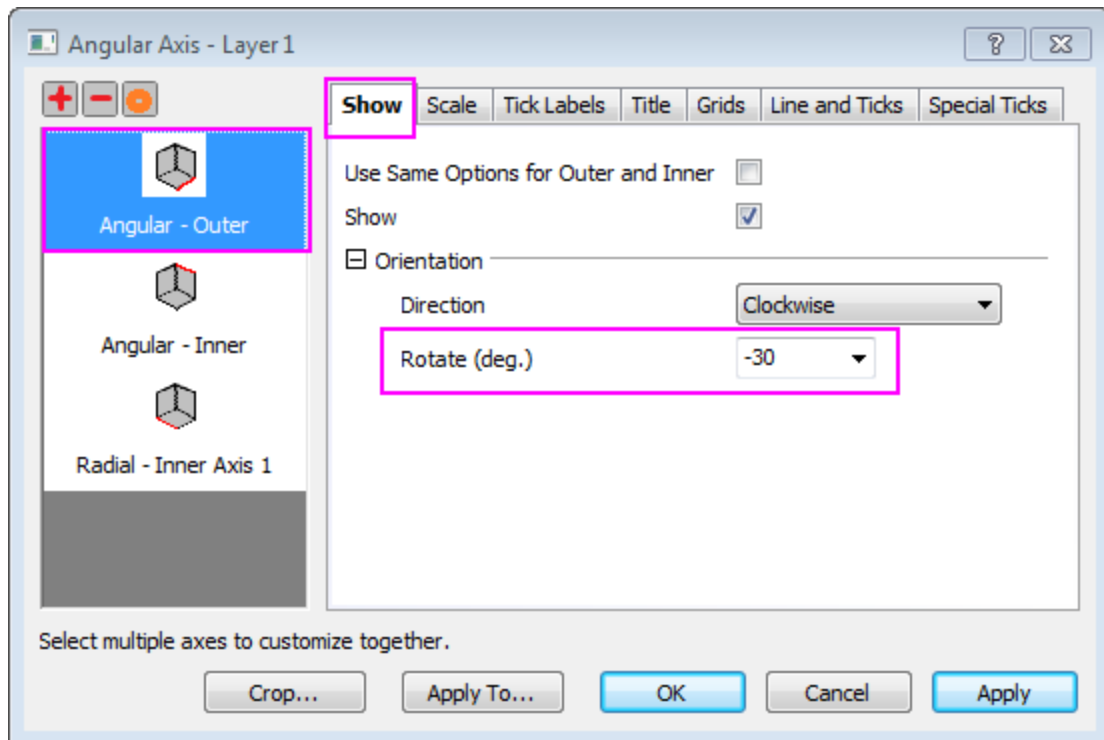 Angular Axis - Layer 1
Show Scale Tick Labels Title Grids Line and Ticks Special Ticks
Angular - Outer
Angular - Inner
Radial - Inner Axis 1
Use Same Options for Outer and Inner
Show
Orientation
Direction Clockwise
Rotate (deg.) -30
Select multiple axes to customize together.
Crop... Apply To... OK Cancel Apply